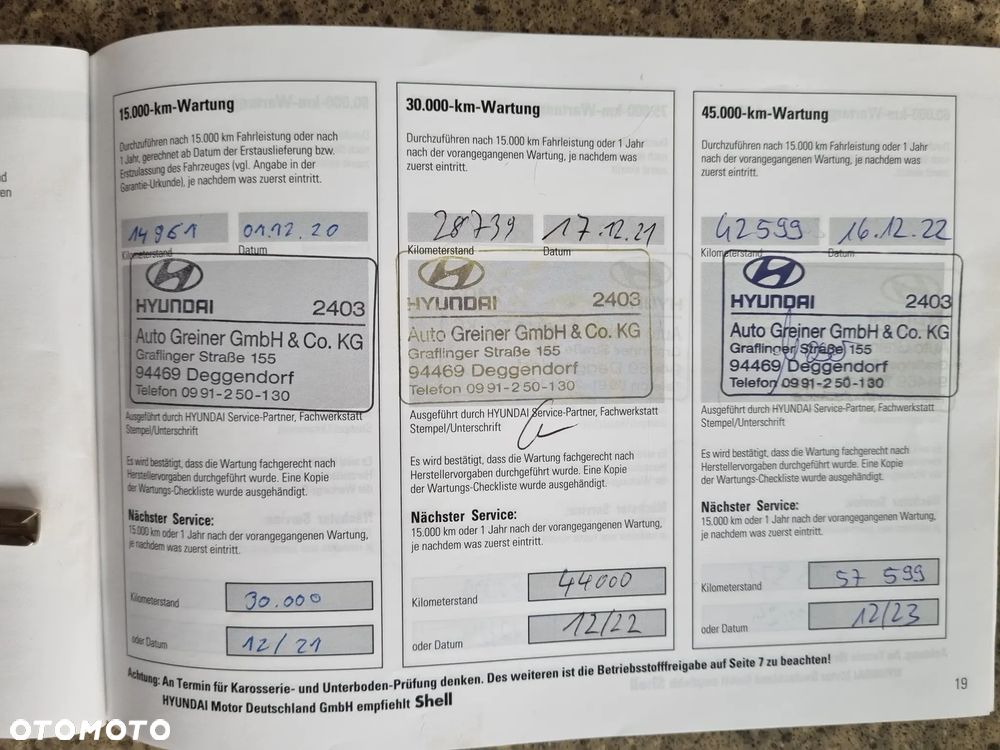 15.000-km-Wartung
Durchzuführen nach 15.000 km Fahrleistung oder nach
1 Jahr, gerechnet ab Datum der Erstauslieferung bzw.
Erstzulassung des Fahrzeuges (vgl. Angabe in der
Garantie-Urkunde), je nachdem was zuerst eintritt.
14961
01.12.20
Kilometerstand
Datum
HYUNDAI 2403
Auto Greiner GmbH & Co. KG
Graflinger Straße 155
94469 Deggendorf
Telefon 0991-250-130
Ausgeführt durch HYUNDAI Service-Partner, Fachwerkstatt
Stempel/Unterschrift
Es wird bestätigt, dass die Wartung fachgerecht nach
Herstellervorgaben durchgeführt wurde. Eine Kopie
der Wartungs-Checkliste wurde ausgehändigt.
Nächster Service:
15.000 km oder 1 Jahr nach der vorangegangenen Wartung,
je nachdem was zuerst eintritt.
Kilometerstand 30.000
oder Datum 12/21
30.000-km-Wartung
Durchzuführen nach 15.000 km Fahrleistung oder 1 Jahr
nach der vorangegangenen Wartung, je nachdem was
zuerst eintritt.
28739
17.12.21
Kilometerstand
Datum
HYUNDAI 2403
Auto Greiner GmbH & Co. KG
Graflinger Straße 155
94469 Deggendorf
Telefon 0991-250-130
Ausgeführt durch HYUNDAI Service-Partner, Fachwerkstatt
Stempel/Unterschrift
Es wird bestätigt, dass die Wartung fachgerecht nach
Herstellervorgaben durchgeführt wurde. Eine Kopie
der Wartungs-Checkliste wurde ausgehändigt.
Nächster Service:
15.000 km oder 1 Jahr nach der vorangegangenen Wartung,
je nachdem was zuerst eintritt.
Kilometerstand 44000
oder Datum 12/22
45.000-km-Wartung
Durchzuführen nach 15.000 km Fahrleistung oder 1 Jahr
nach der vorangegangenen Wartung, je nachdem was
zuerst eintritt.
42599
16.12.22
Kilometerstand
Datum
HYUNDAI 2403
Auto Greiner GmbH & Co. KG
Graflinger Straße 155
94469 Deggendorf
Telefon 0991-250-130
Ausgeführt durch HYUNDAI Service-Partner, Fachwerkstatt
Stempel/Unterschrift
Es wird bestätigt, dass die Wartung fachgerecht nach
Herstellervorgaben durchgeführt wurde. Eine Kopie
der Wartungs-Checkliste wurde ausgehändigt.
Nächster Service:
15.000 km oder 1 Jahr nach der vorangegangenen Wartung,
je nachdem was zuerst eintritt.
Kilometerstand 57 599
oder Datum 12/23
Achtung: An Termin für Karosserie- und Unterboden-Prüfung denken. Des weiteren ist die Betriebsstofffreigabe auf Seite 7 zu beachten!
HYUNDAI Motor Deutschland GmbH empfiehlt Shell
19
OTOMOTO